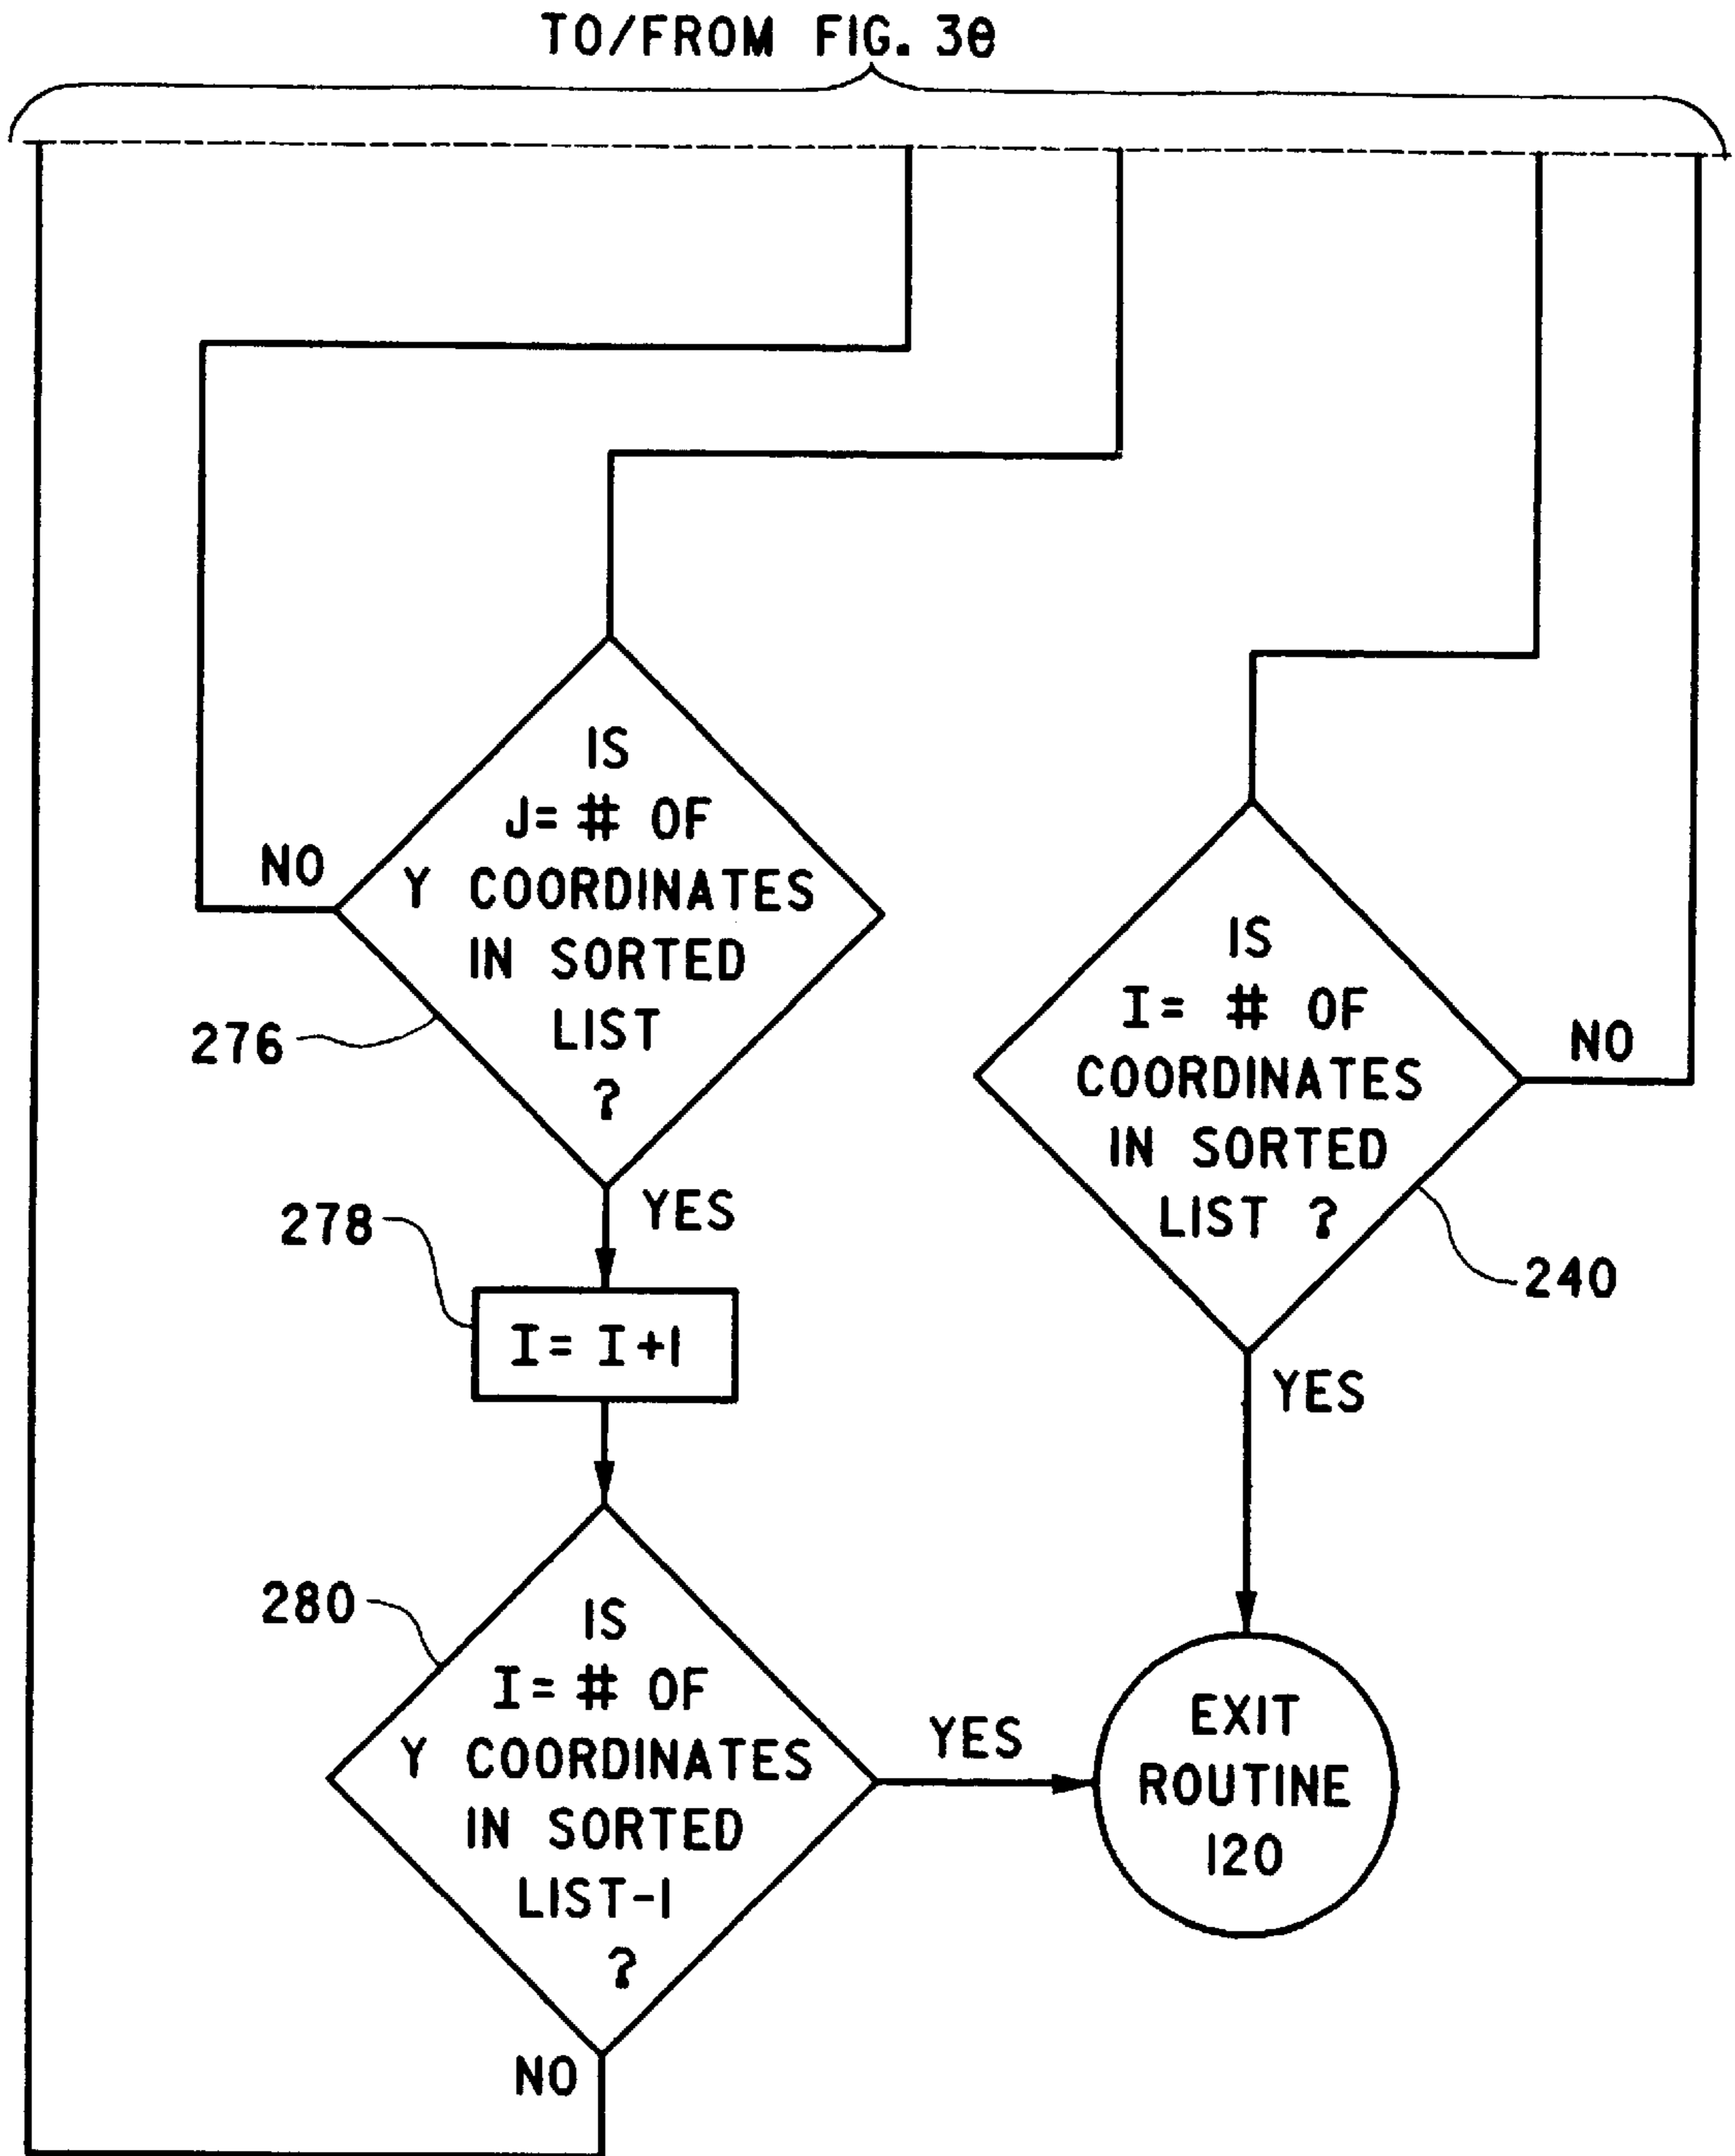 TO/FROM FIG. 3e
IS
J= # OF
Y COORDINATES
IN SORTED
LIST
?
NO
276
YES
278
I= I+1
280
IS
I= # OF
Y COORDINATES
IN SORTED
LIST-1
?
YES
NO
IS
I= # OF
COORDINATES
IN SORTED
LIST ?
NO
240
YES
EXIT
ROUTINE
120